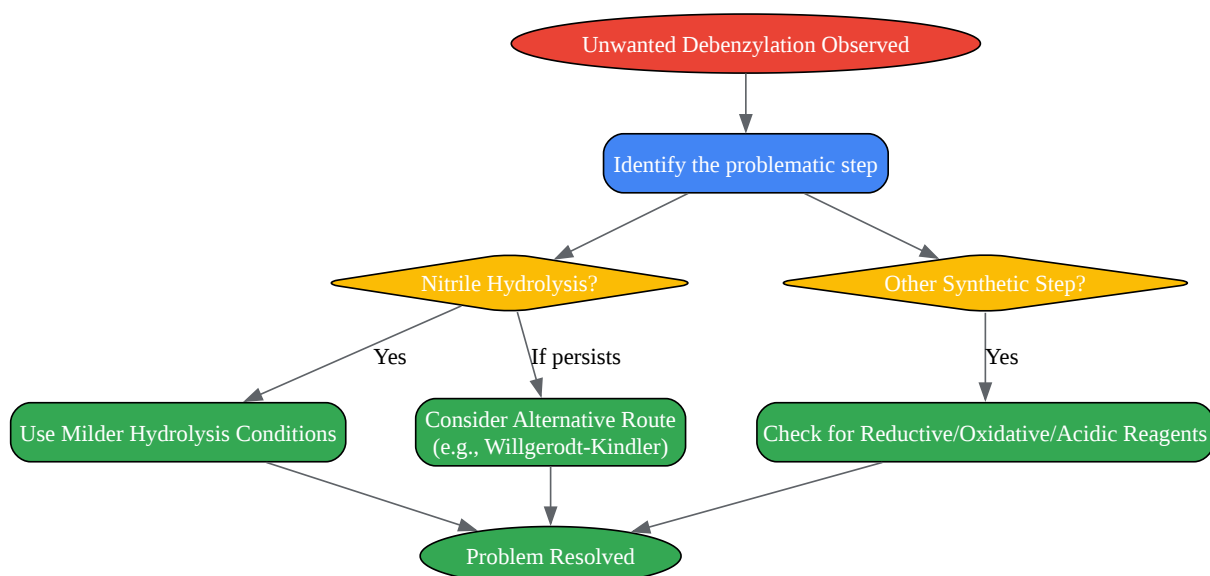 Unwanted Debenzylation Observed
Identify the problematic step
Nitrile Hydrolysis?
Other Synthetic Step?
Yes
If persists
Yes
Use Milder Hydrolysis Conditions
Consider Alternative Route
(e.g., Willgerodt-Kindler)
Check for Reductive/Oxidative/Acidic Reagents
Problem Resolved